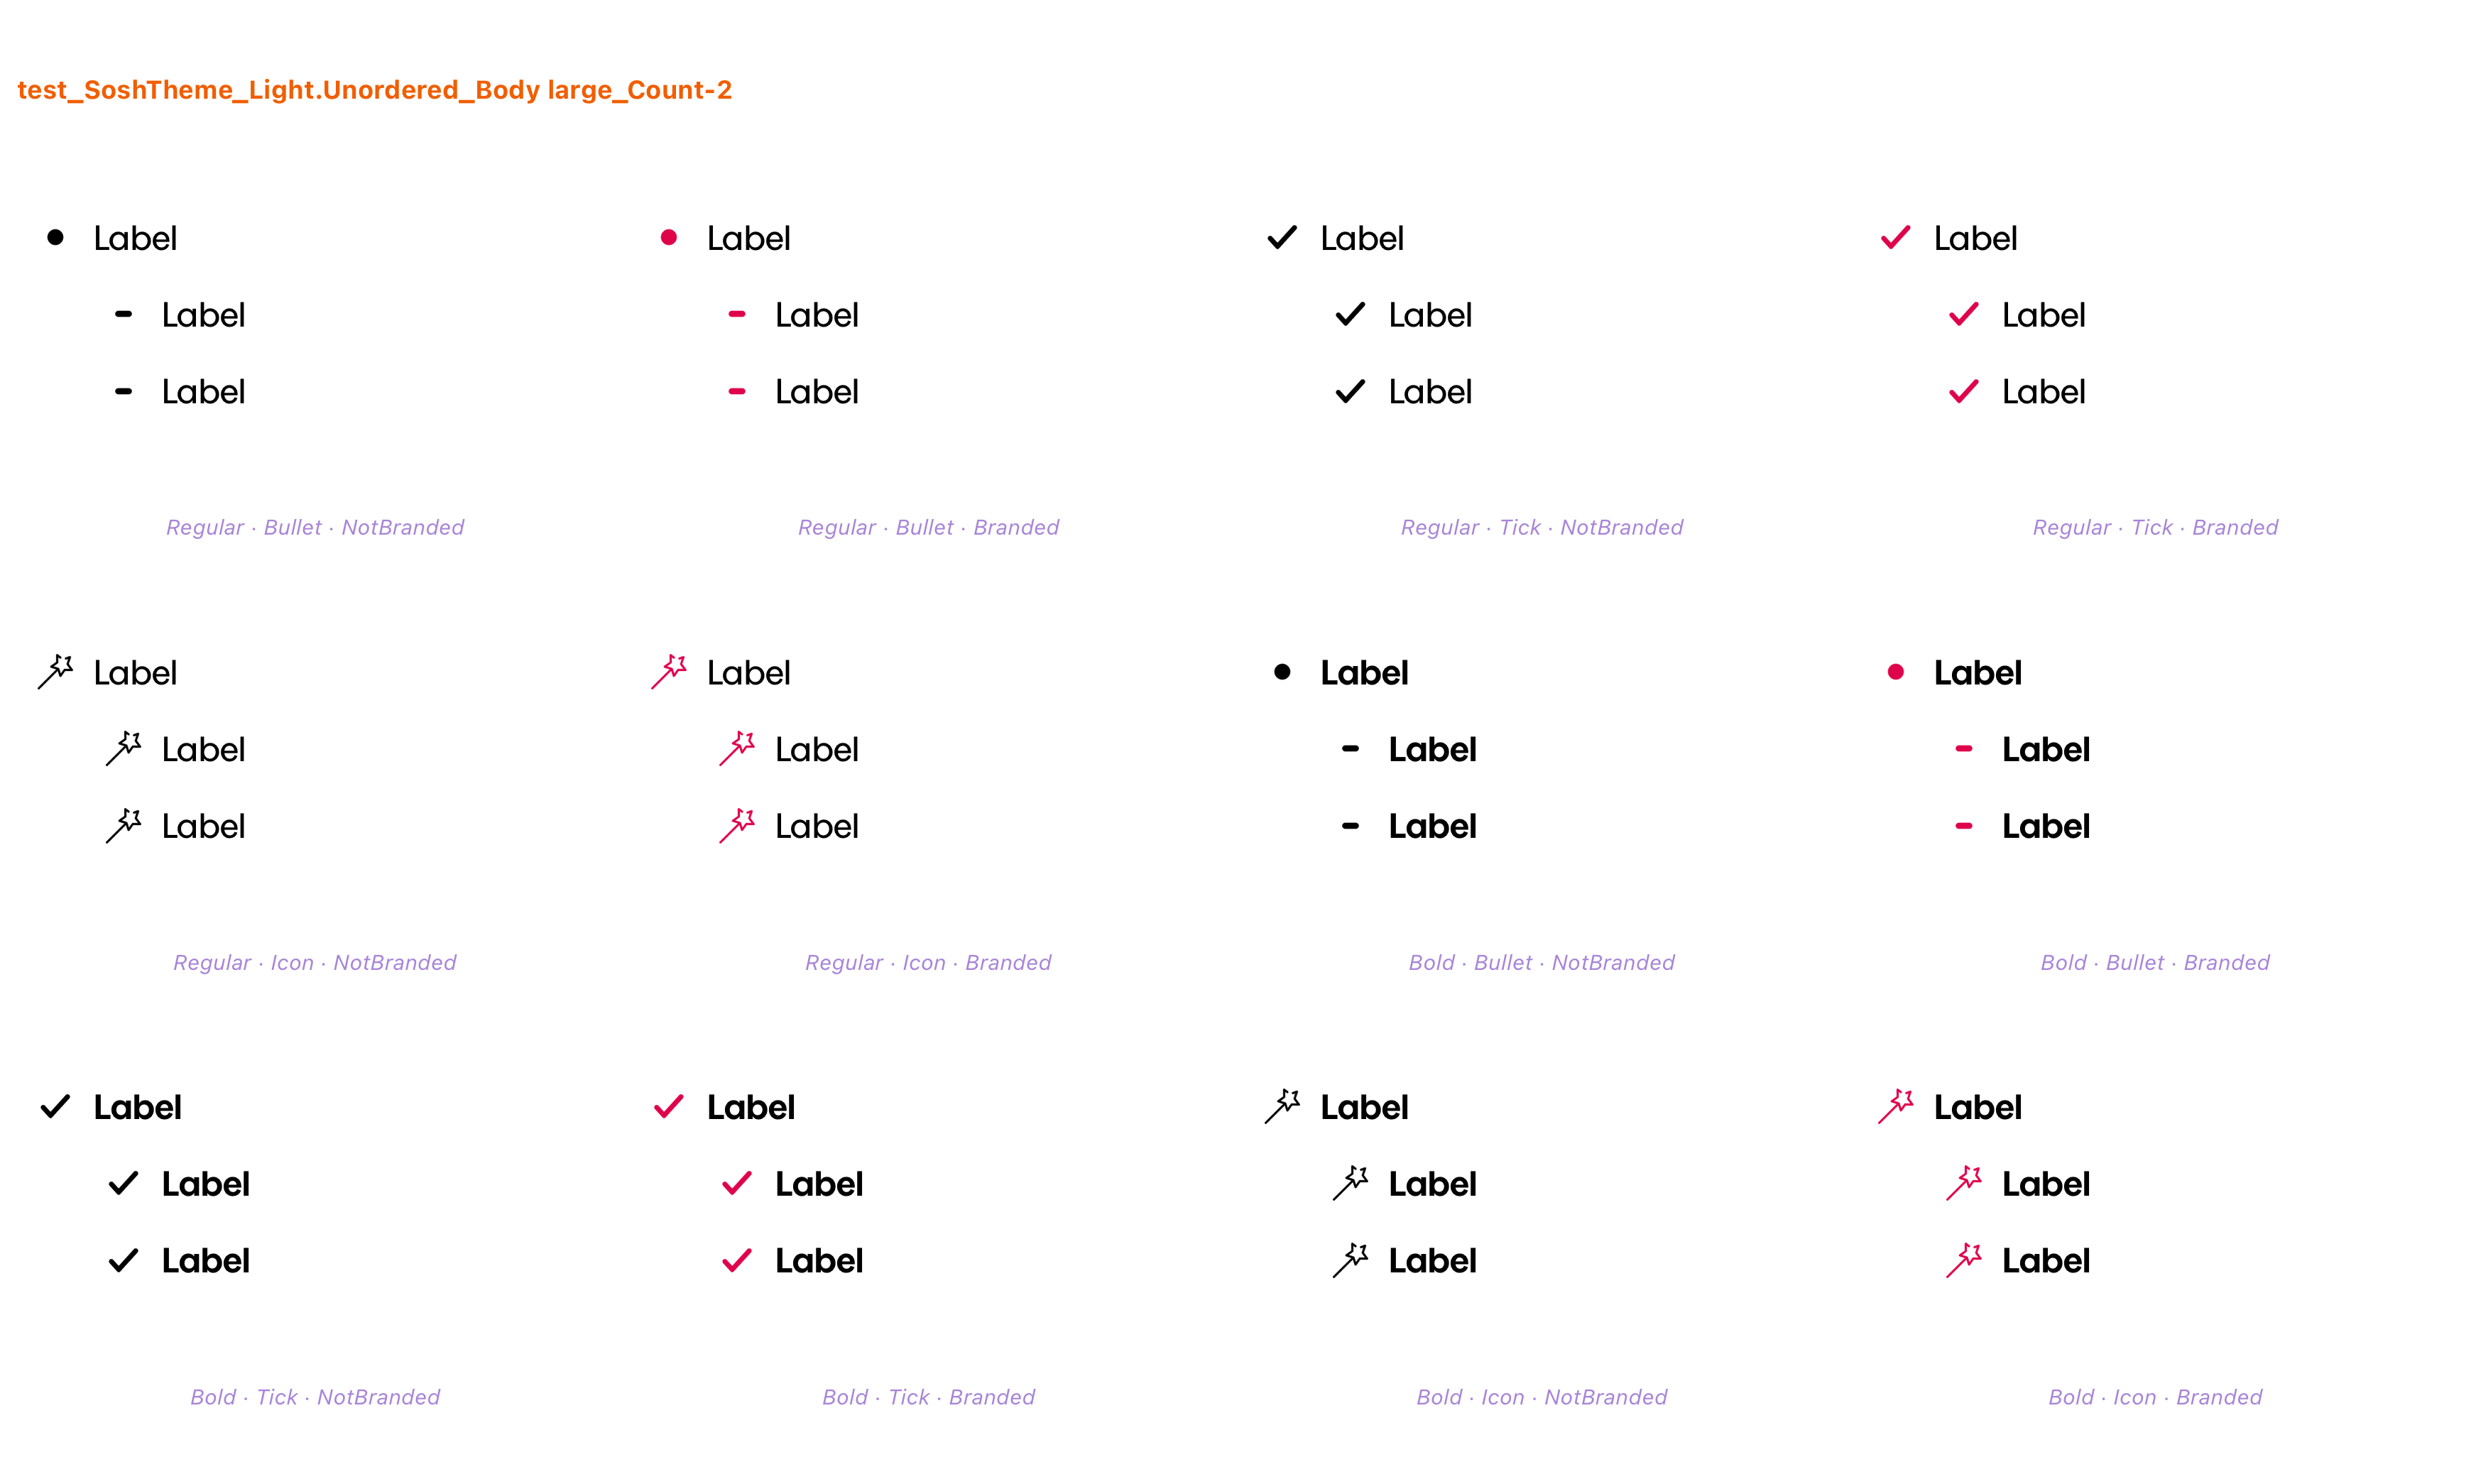 test_SoshTheme_Light.Unordered_Body large_Count-2
Label Label Label Label
Label Label Label Label
Label Label Label Label
Regular · Bullet · NotBranded Regular · Bullet · Branded Regular · Tick · NotBranded Regular · Tick · Branded
Label Label Label Label
Label Label Label Label
Label Label Label Label
Regular · Icon · NotBranded Regular · Icon · Branded Bold · Bullet · NotBranded Bold · Bullet · Branded
Label Label Label Label
Label Label Label Label
Label Label Label Label
Bold · Tick · NotBranded Bold · Tick · Branded Bold · Icon · NotBranded Bold · Icon · Branded